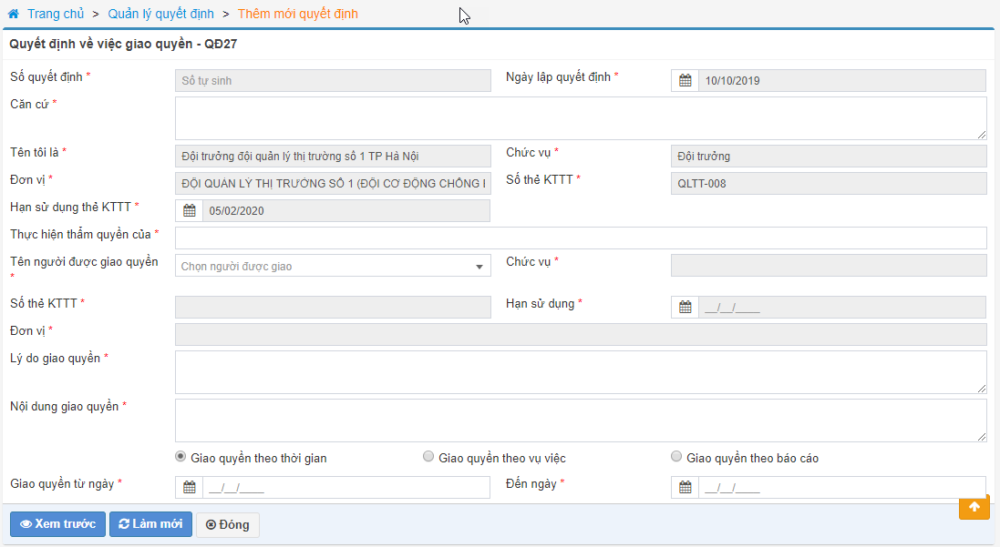 Trang chủ > Quản lý quyết định > Thêm mới quyết định
Quyết định về việc giao quyền - QĐ27
Số quyết định * Số tự sinh Ngày lập quyết định * 10/10/2019
Căn cứ *
Tên tôi là * Đội trưởng đội quản lý thị trường số 1 TP Hà Nội Chức vụ * Đội trưởng
Đơn vị * ĐỘI QUẢN LÝ THỊ TRƯỜNG SỐ 1 (ĐỘI CƠ ĐỘNG CHỐNG Số thẻ KTTT * QLTT-008
Hạn sử dụng thẻ KTTT * 05/02/2020
Thực hiện thẩm quyền của *
Tên người được giao quyền * Chọn người được giao Chức vụ *
Số thẻ KTTT * Hạn sử dụng * __/__/____
Đơn vị *
Lý do giao quyền *
Nội dung giao quyền *
Giao quyền theo thời gian Giao quyền theo vụ việc Giao quyền theo báo cáo
Giao quyền từ ngày * __/__/____ Đến ngày * __/__/____
Xem trước Làm mới Đóng